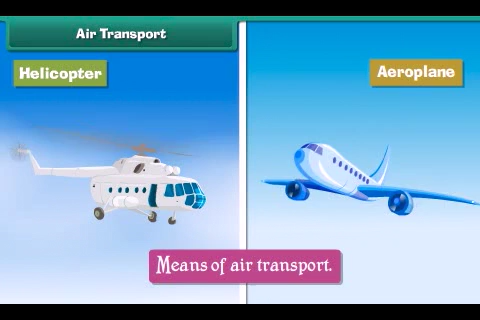 Air Transport
Helicopter
Aeroplane
Means of air transport.